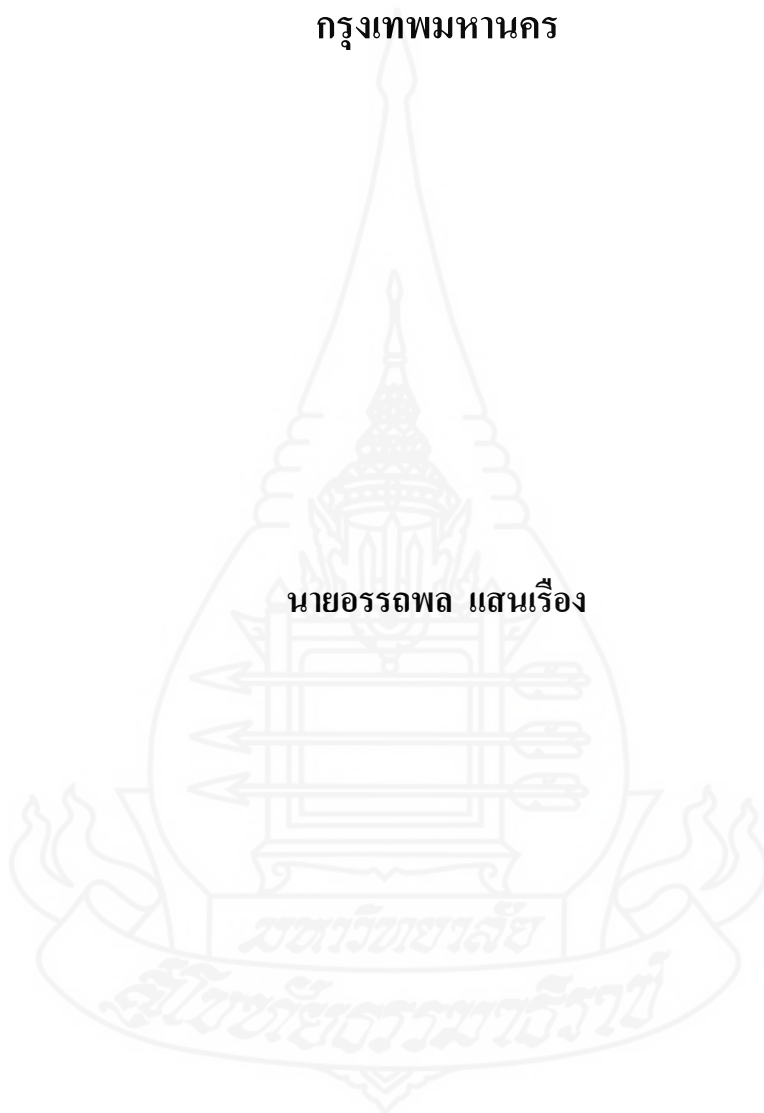 กรุงเทพมหานคร
นายอรรถพล แสนเรือง
มหาวิทยาลัย
สุโขทัยธรรมาธิราช